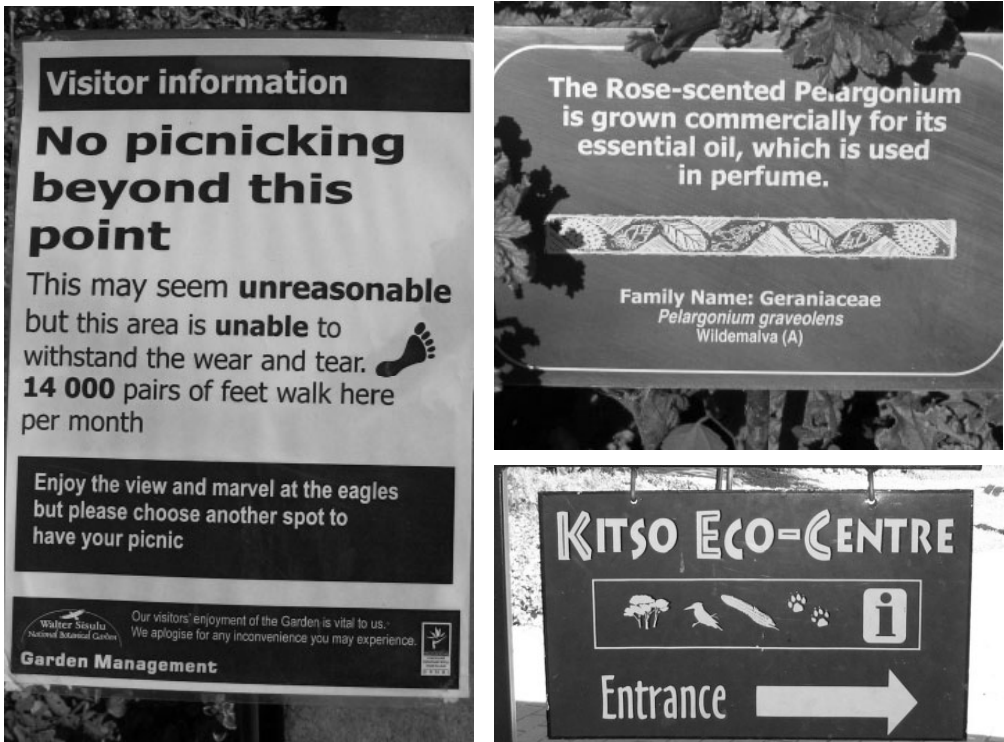 Visitor information
No picnicking
beyond this
point
This may seem unreasonable
but this area is unable to
withstand the wear and tear.
14 000 pairs of feet walk here
per month
Enjoy the view and marvel at the eagles
but please choose another spot to
have your picnic
Walter Sisulu
National Botanical Garden
Our visitors' enjoyment of the Garden is vital to us.
We aplogise for any inconvenience you may experience.
Garden Management
The Rose-scented Pelargonium
is grown commercially for its
essential oil, which is used
in perfume.
Family Name: Geraniaceae
Pelargonium graveolens
Wildemalva (A)
KITSO ECO-CENTRE
i
Entrance